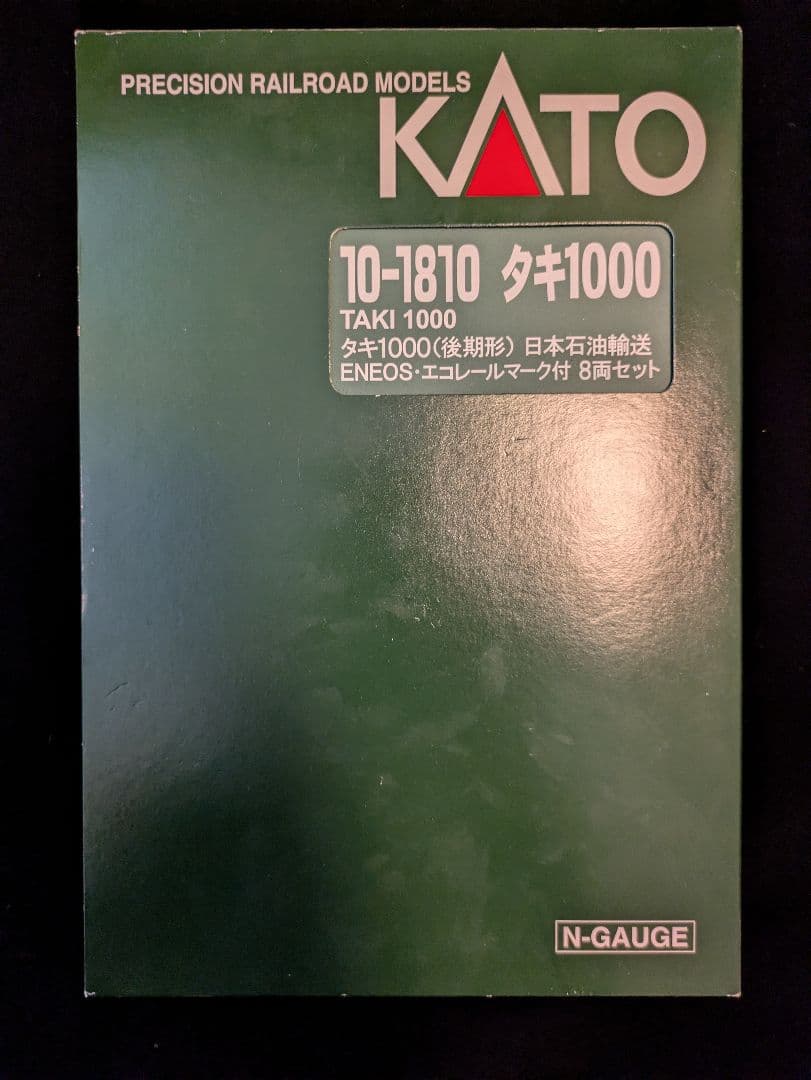 PRECISION RAILROAD MODELS
KATO
10-1810 タキ1000
TAKI 1000
タキ1000(後期形) 日本石油輸送
ENEOS・エコレールマーク付 8両セット
N-GAUGE